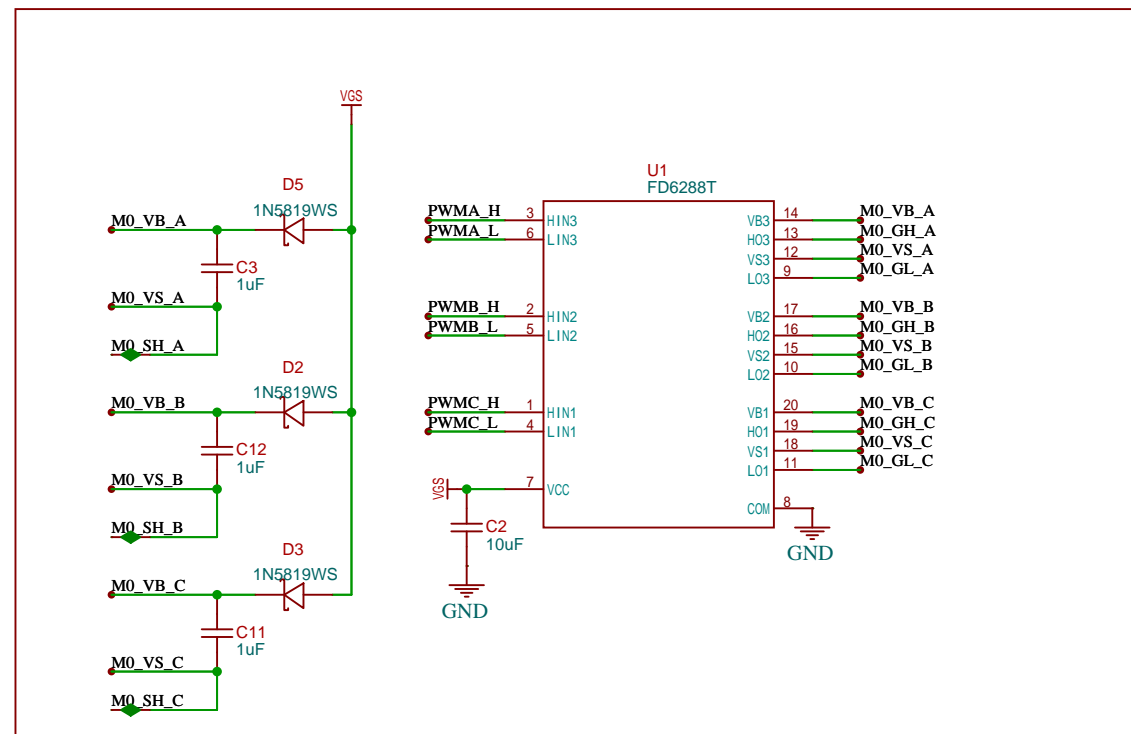 VGS
D5
1N5819WS
M0_VB_A
C3
1uF
M0_VS_A
M0_SH_A
D2
1N5819WS
M0_VB_B
C12
1uF
M0_VS_B
M0_SH_B
D3
1N5819WS
M0_VB_C
C11
1uF
M0_VS_C
M0_SH_C
U1
FD6288T
PWMA_H 3 HIN3
PWMA_L 6 LIN3
PWMB_H 2 HIN2
PWMB_L 5 LIN2
PWMC_H 1 HIN1
PWMC_L 4 LIN1
VGS 7 VCC
C2
10uF
GND
VB3 14 M0_VB_A
HO3 13 M0_GH_A
VS3 12 M0_VS_A
LO3 9 M0_GL_A
VB2 17 M0_VB_B
HO2 16 M0_GH_B
VS2 15 M0_VS_B
LO2 10 M0_GL_B
VB1 20 M0_VB_C
HO1 19 M0_GH_C
VS1 18 M0_VS_C
LO1 11 M0_GL_C
COM 8
GND